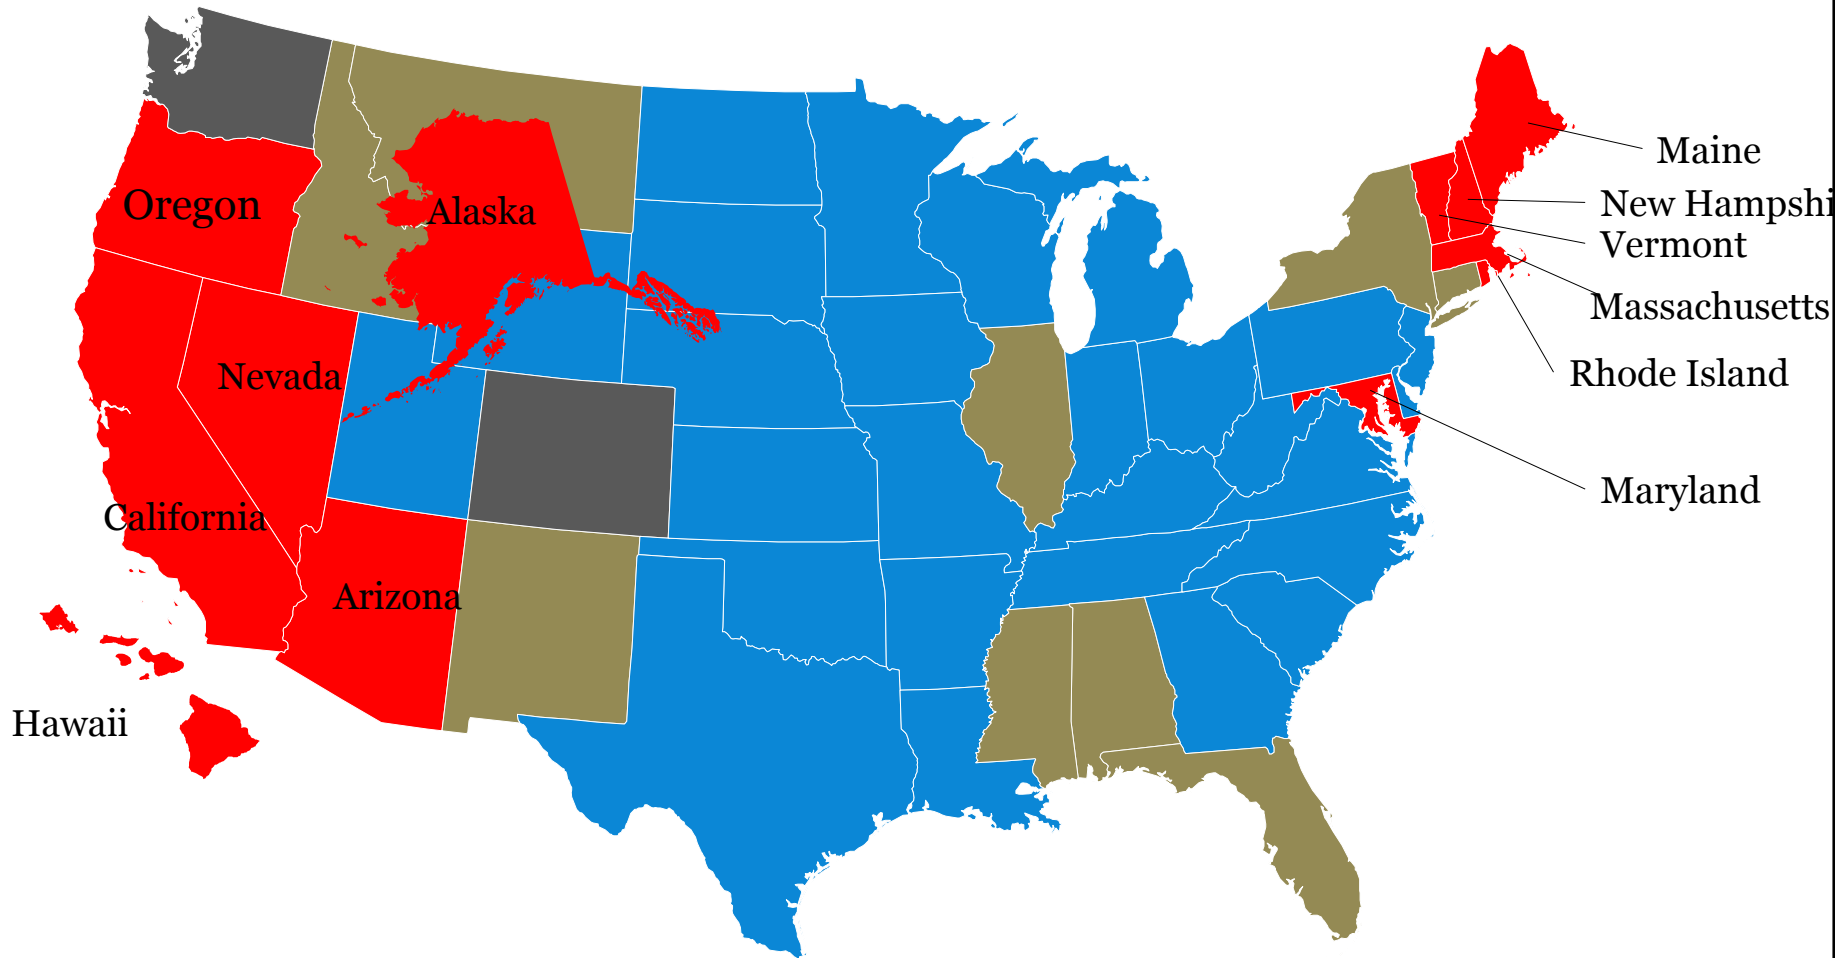 Maine
New Hampshi
Oregon
Alaska
Vermont
Massachusetts
Nevada
Rhode Island
Maryland
California
Arizona
Hawaii